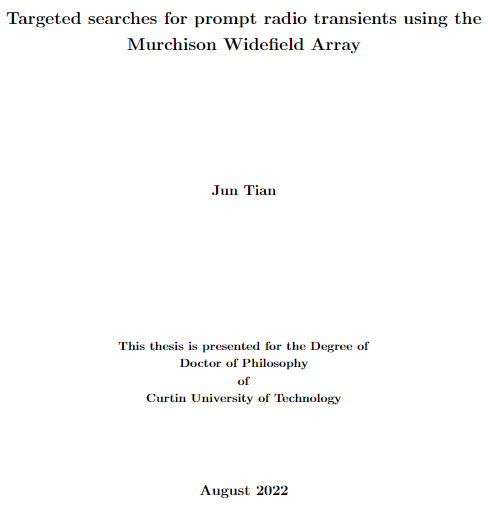 Targeted searches for prompt radio transients using the
Murchison Widefield Array
Jun Tian
This thesis is presented for the Degree of
Doctor of Philosophy
of
Curtin University of Technology
August 2022